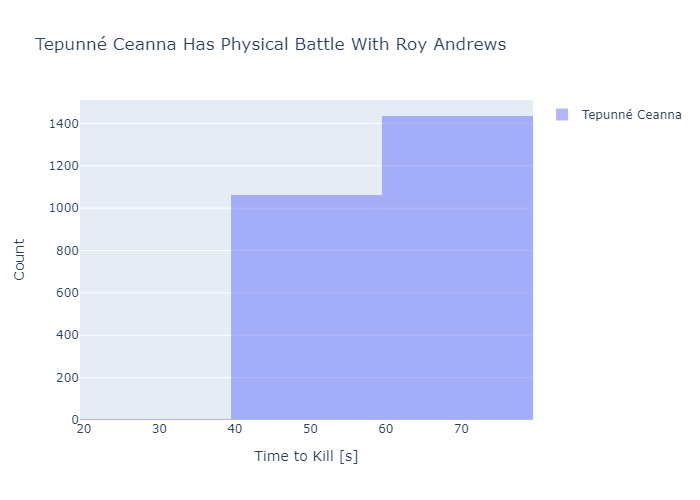 Tepunné Ceanna Has Physical Battle With Roy Andrews
Tepunné Ceanna
Count
1400
1200
1000
800
600
400
200
0
20 30 40 50 60 70
Time to Kill [s]